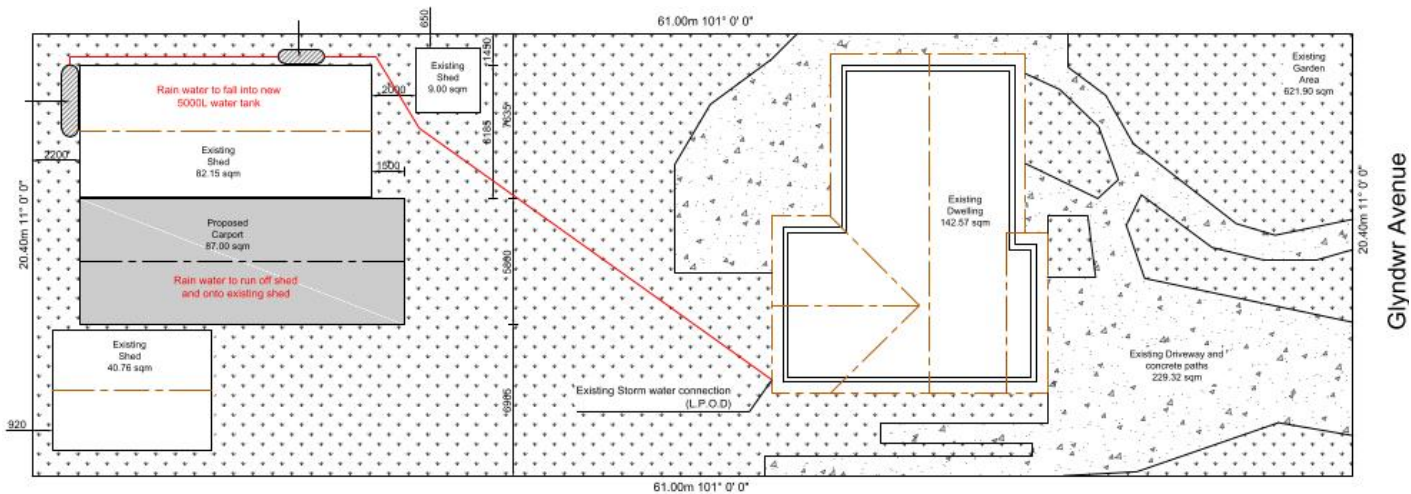 61.00m 101° 0' 0"
650
1450
Existing
Shed
9.00 sqm
Existing
Garden
Area
621.90 sqm
Rain water to fall into new
5000L water tank
2000
7635
6185
Existing
Shed
82.15 sqm
2200
1500
20.40m 11° 0' 0"
Proposed
Carport
87.00 sqm
Rain water to run off shed
and onto existing shed
5880
Existing
Dwelling
142.57 sqm
20.40m 11° 0' 0"
Glyndwr Avenue
Existing
Shed
40.76 sqm
Existing Driveway and
concrete paths
229.32 sqm
Existing Storm water connection
(L.P.O.D)
6985
920
61.00m 101° 0' 0"